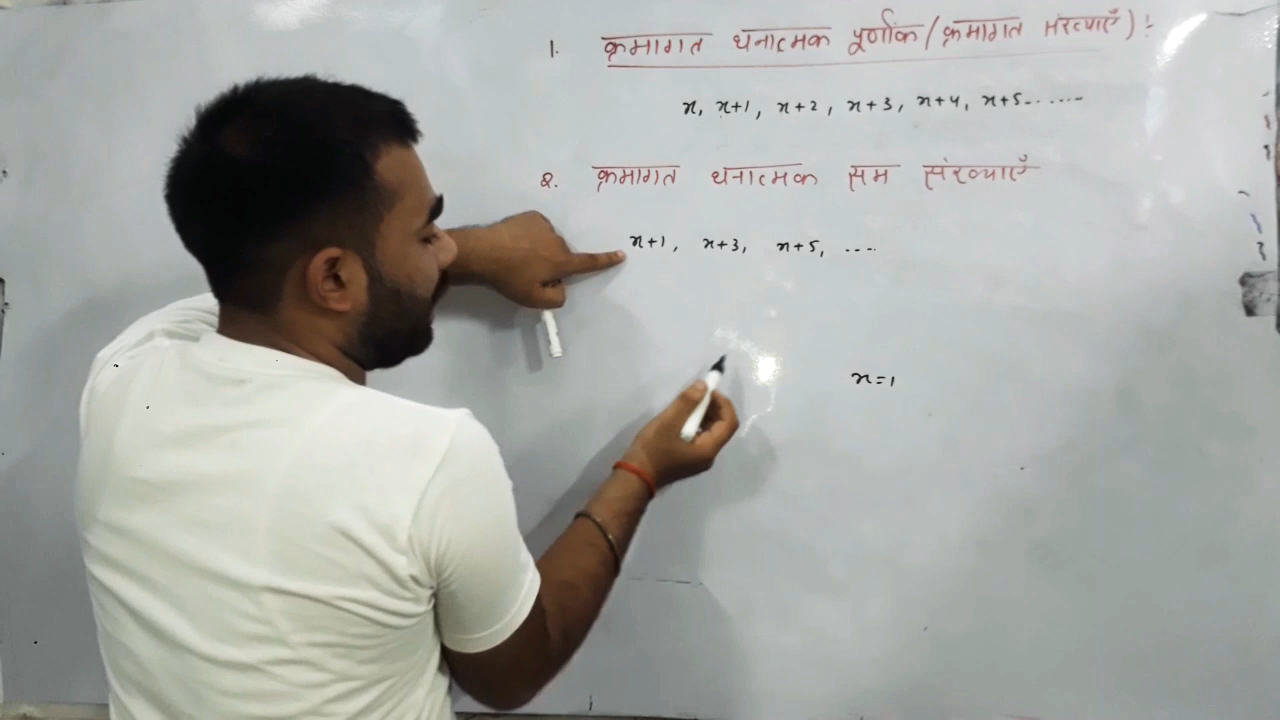 1. क्रमागत धनात्मक पूर्णांक / (क्रमागत संख्याएँ) :-
x, x+1, x+2, x+3, x+4, x+5- .....
2. क्रमागत धनात्मक सम संख्याएँ
x+1, x+3, x+5, ....
x=1